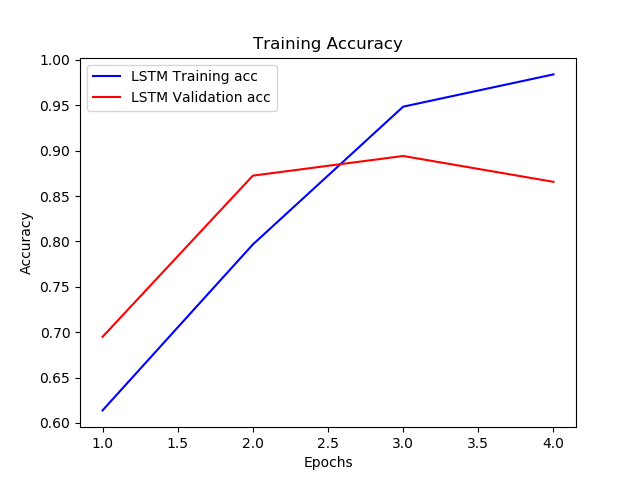 Training Accuracy
LSTM Training acc
LSTM Validation acc
1.00
0.95
0.90
0.85
0.80
0.75
0.70
0.65
0.60
Accuracy
1.0 1.5 2.0 2.5 3.0 3.5 4.0
Epochs